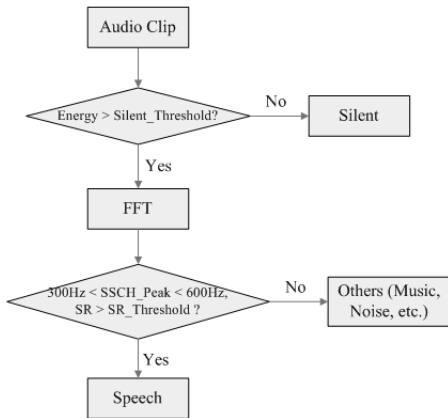 Audio Clip
Energy > Silent_Threshold?
No
Silent
Yes
FFT
300Hz < SSCH_Peak < 600Hz,
SR > SR_Threshold ?
No
Others (Music,
Noise, etc.)
Yes
Speech